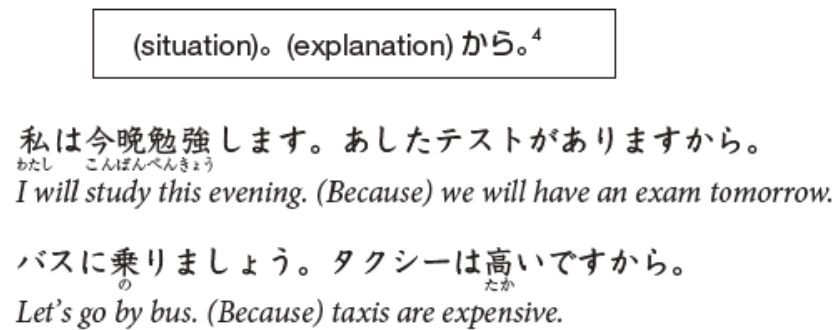 (situation)。(explanation) から。⁴
私は今晩勉強します。あしたテストがありますから。
わたし こんばんべんきょう
I will study this evening. (Because) we will have an exam tomorrow.
バスに乗りましょう。タクシーは高いですから。
の たか
Let's go by bus. (Because) taxis are expensive.